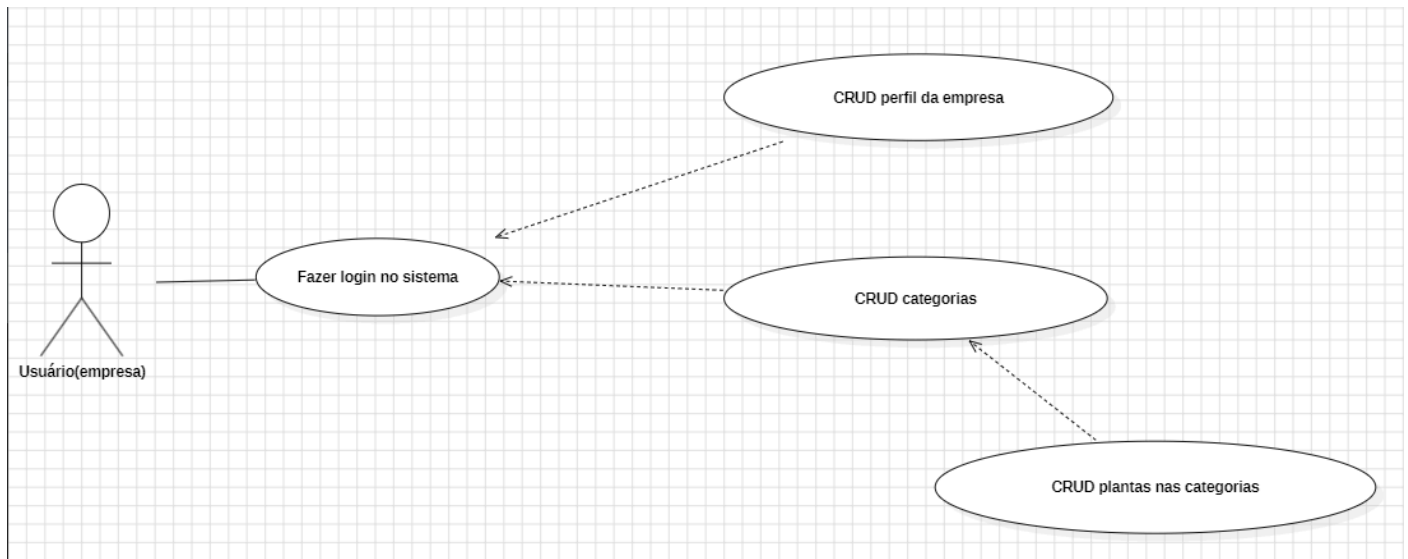 CRUD perfil da empresa
Fazer login no sistema
CRUD categorias
Usuário(empresa)
CRUD plantas nas categorias